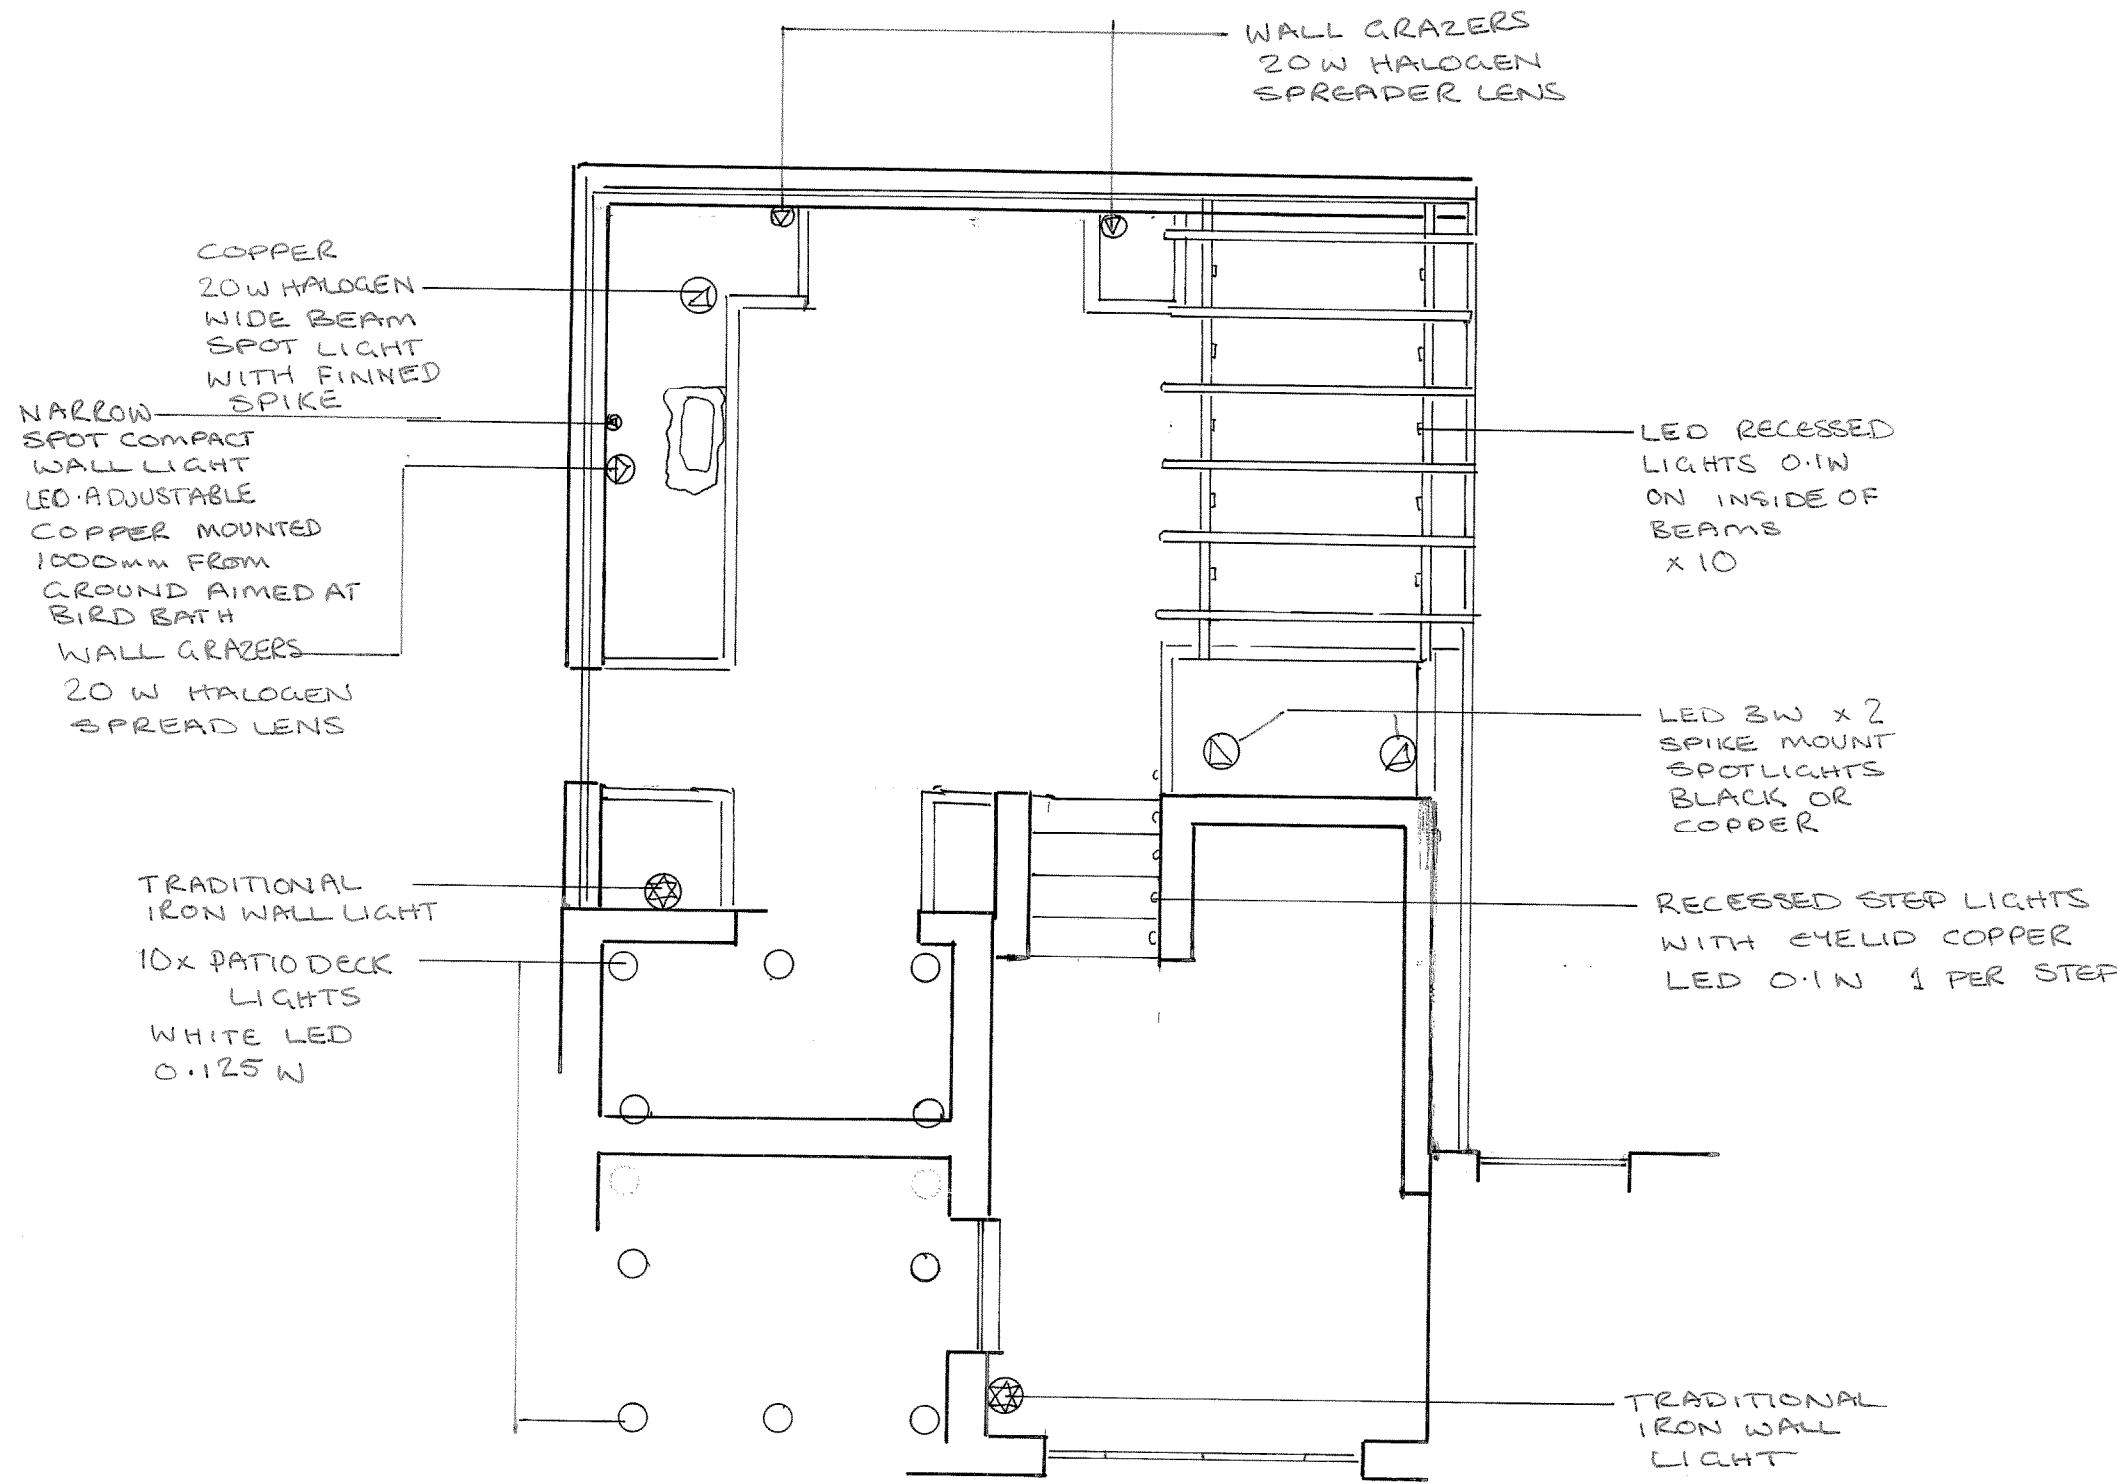 WALL GRAZERS
20W HALOGEN
SPREADER LENS
COPPER
20W HALOGEN
WIDE BEAM
SPOT LIGHT
WITH FINNED
SPIKE
NARROW
SPOT COMPACT
WALL LIGHT
LED. ADJUSTABLE
COPPER MOUNTED
1000mm FROM
GROUND AIMED AT
BIRD BATH
WALL GRAZERS
20 W HALOGEN
SPREAD LENS
TRADITIONAL
IRON WALL LIGHT
10x PATIO DECK
LIGHTS
WHITE LED
0.125 W
LED RECESSED
LIGHTS 0.1W
ON INSIDE OF
BEAMS
x 10
LED 3W x 2
SPIKE MOUNT
SPOTLIGHTS
BLACK OR
COPPER
RECESSED STEP LIGHTS
WITH EYELID COPPER
LED 0.1W 1 PER STEP
TRADITIONAL
IRON WALL
LIGHT